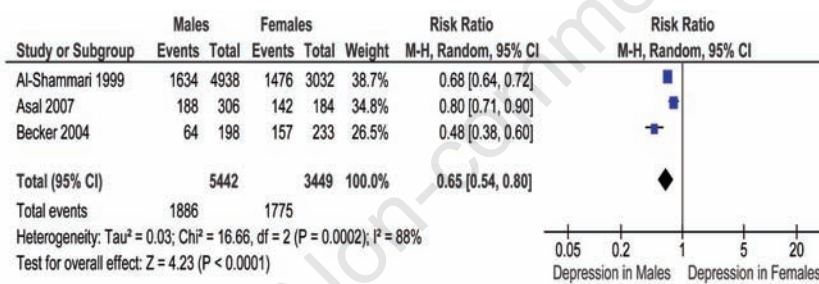 Males Females Risk Ratio Risk Ratio
Study or Subgroup Events Total Events Total Weight M-H, Random, 95% CI M-H, Random, 95% CI
Al-Shammari 1999 1634 4938 1476 3032 38.7% 0.68 [0.64, 0.72]
Asal 2007 188 306 142 184 34.8% 0.80 [0.71, 0.90]
Becker 2004 64 198 157 233 26.5% 0.48 [0.38, 0.60]
Total (95% CI) 5442 3449 100.0% 0.65 [0.54, 0.80]
Total events 1886 1775
Heterogeneity: Tau² = 0.03; Chi² = 16.66, df = 2 (P = 0.0002); I² = 88%
Test for overall effect: Z = 4.23 (P < 0.0001)
0.05 0.2 1 5 20
Depression in Males Depression in Females
Non-comm